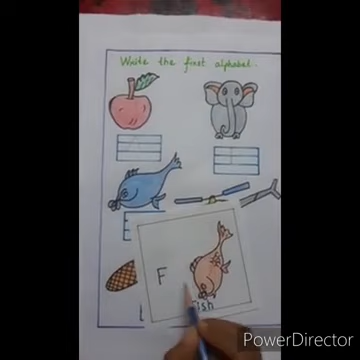 Write the first alphabet.
F
ish
PowerDirector